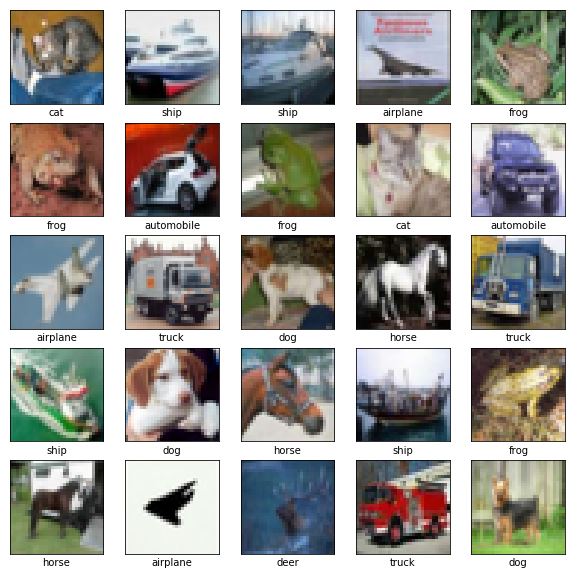 cat
ship
ship
airplane
frog
frog
automobile
frog
cat
automobile
airplane
truck
dog
horse
truck
ship
dog
horse
ship
frog
horse
airplane
deer
truck
dog